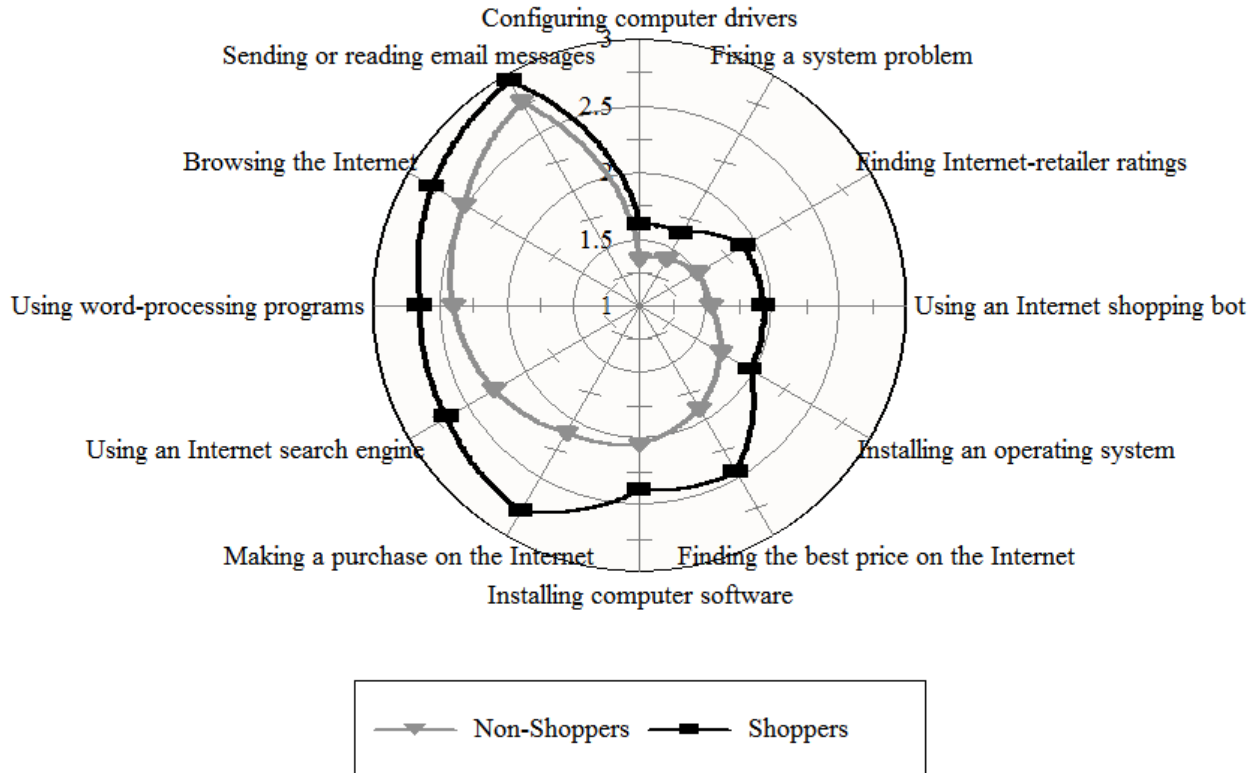 Configuring computer drivers
3
Sending or reading email messages
Fixing a system problem
2.5
Browsing the Internet
2
Finding Internet-retailer ratings
1.5
Using word-processing programs
1
Using an Internet shopping bot
Using an Internet search engine
Installing an operating system
Making a purchase on the Internet
Finding the best price on the Internet
Installing computer software
Non-Shoppers
Shoppers